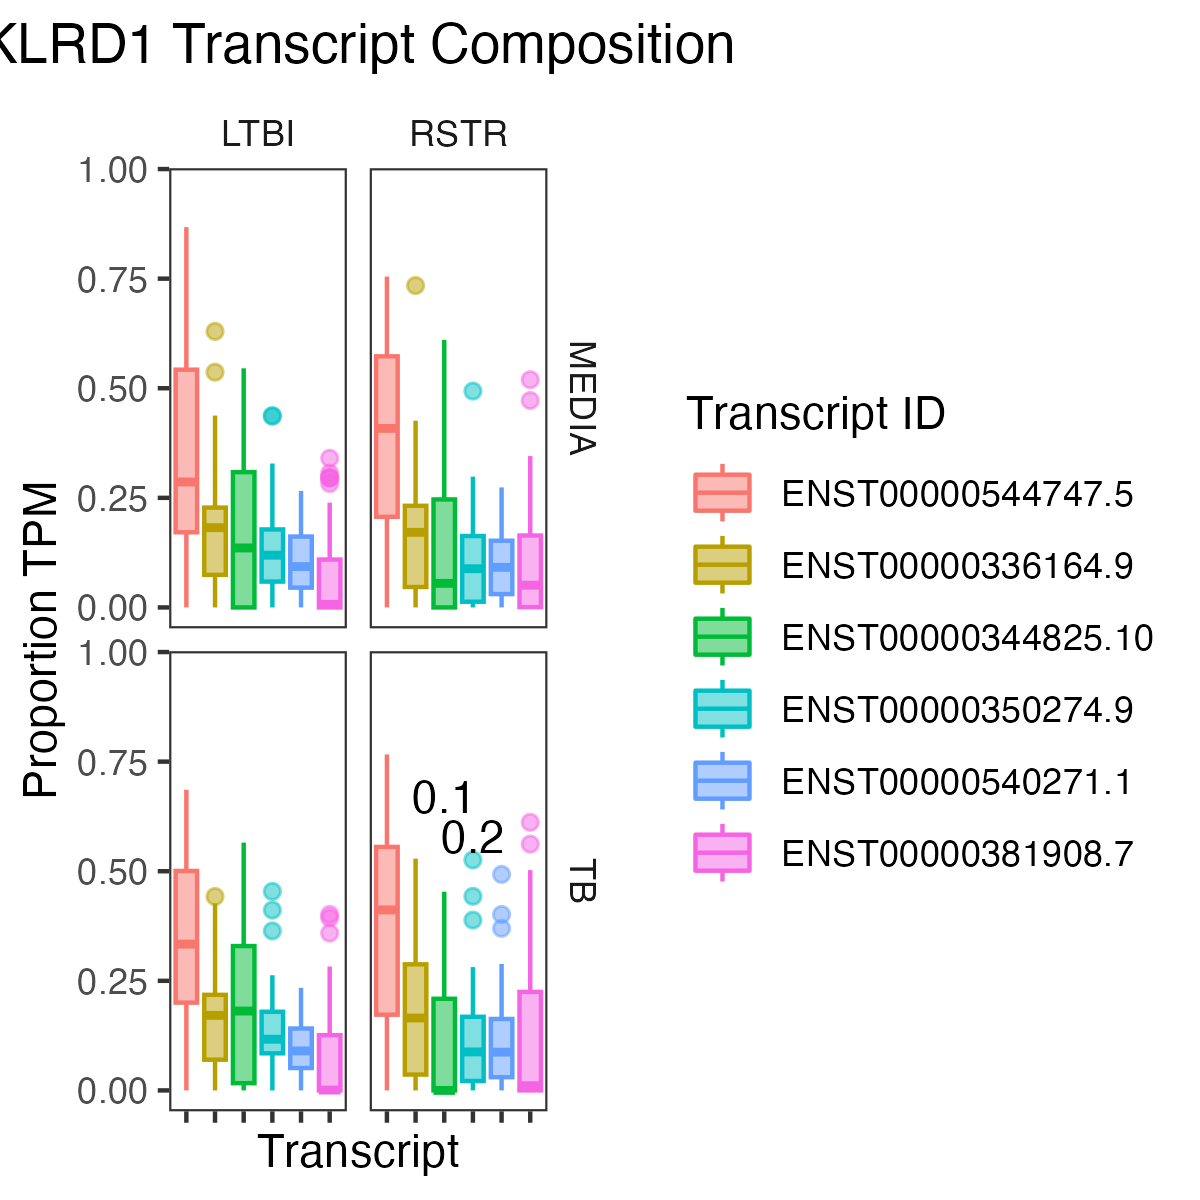 KLRD1 Transcript Composition
LTBI
RSTR
1.00
0.75
0.50
0.25
0.00
MEDIA
1.00
0.75
0.50
0.25
0.00
0.1
0.2
TB
Proportion TPM
Transcript
Transcript ID
ENST00000544747.5
ENST00000336164.9
ENST00000344825.10
ENST00000350274.9
ENST00000540271.1
ENST00000381908.7